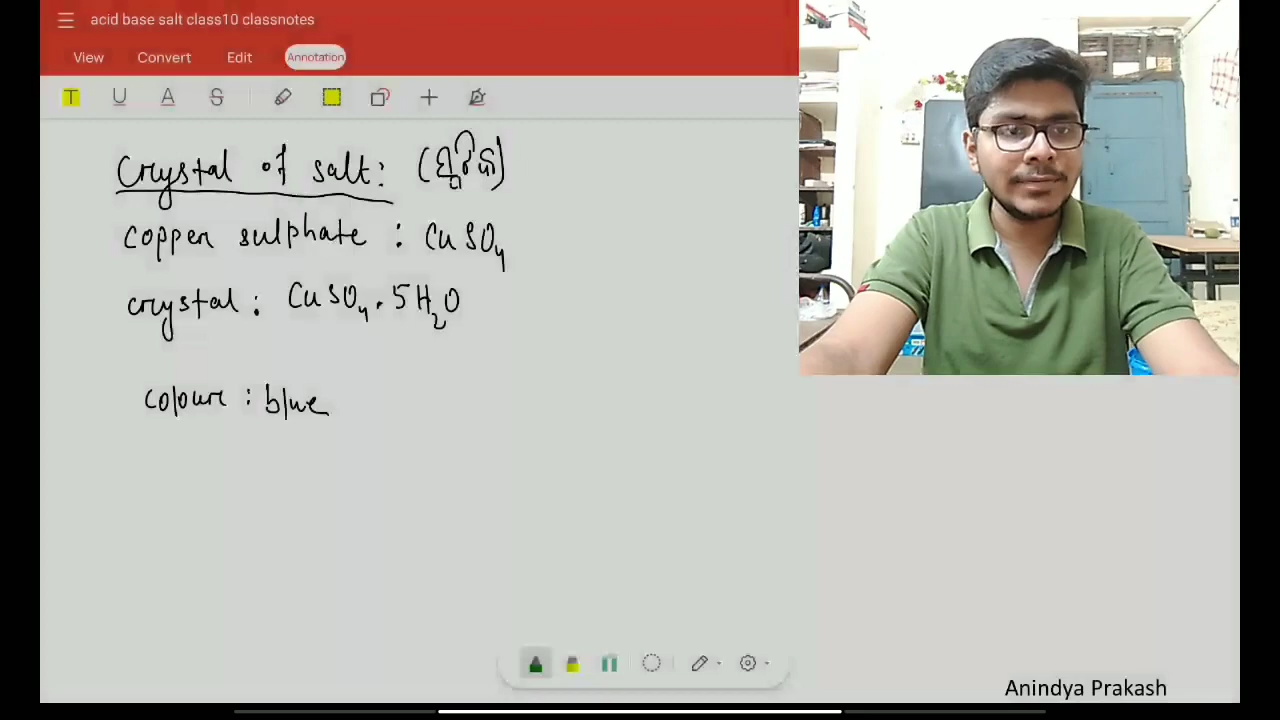 acid base salt class10 classnotes
View Convert Edit Annotation
T U A S
Crystal of salt:
copper sulphate : CuSO4
crystal : CuSO4.5H2O
colour : blue
Anindya Prakash